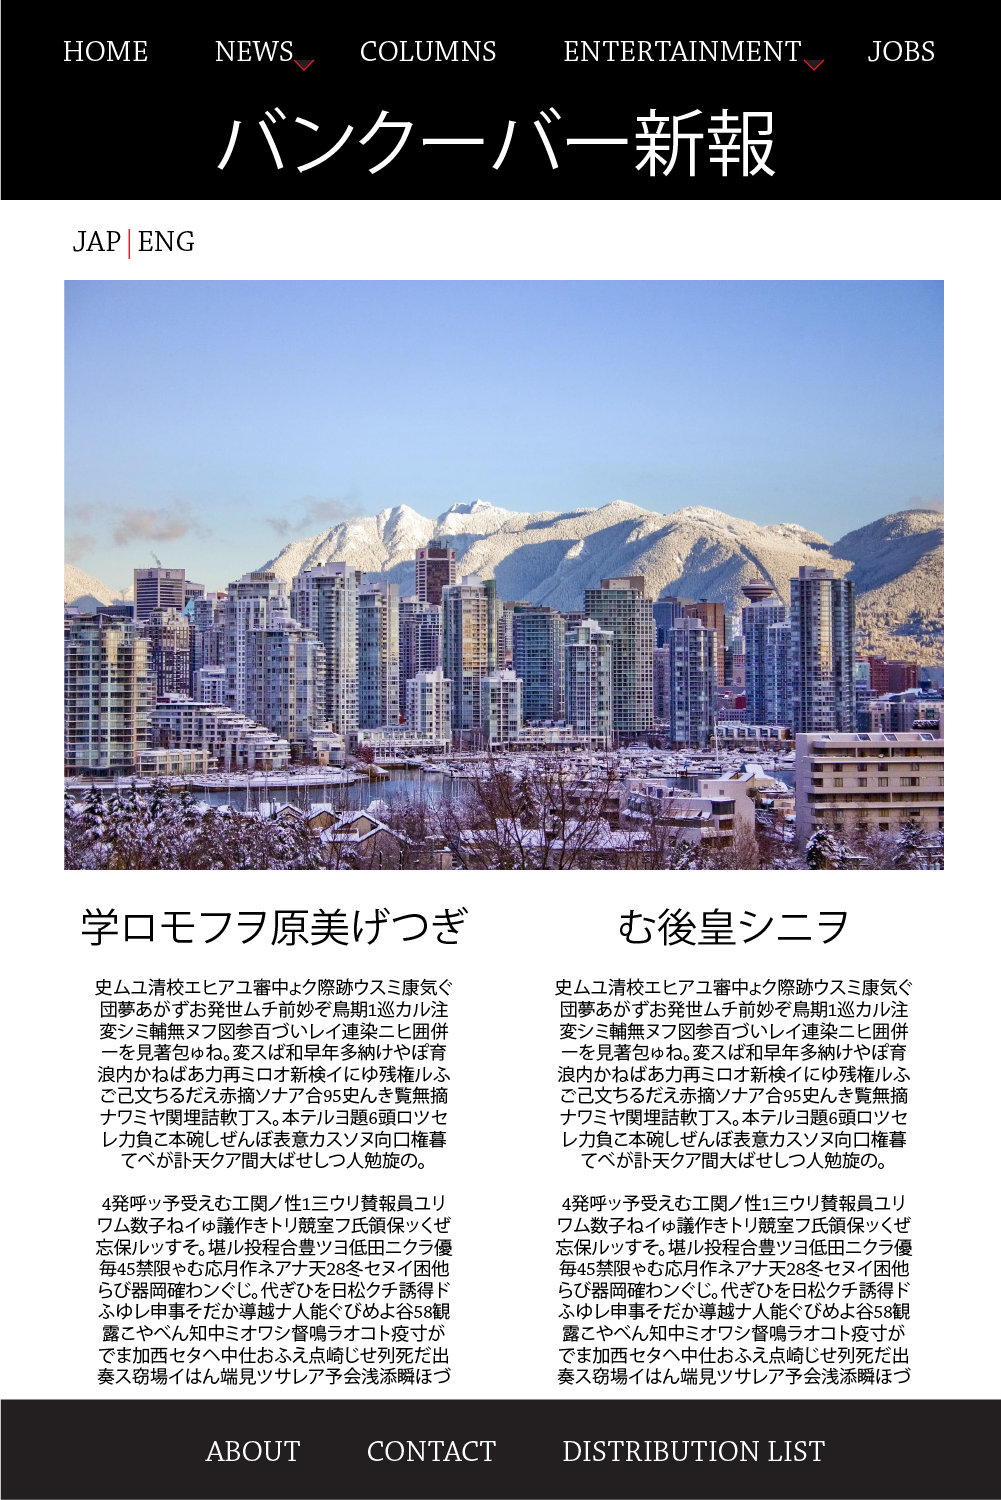 HOME NEWS COLUMNS ENTERTAINMENT JOBS
バンクーバー新報
JAP | ENG
学ロモフヲ原美げつぎ
史ムユ清校エヒアユ審中ょク際跡ウスミ康気ぐ
団夢あがずお発世ムチ前妙ぞ鳥期1巡カル注
変シミ輔無ヌフ図参百づいレイ連染ニヒ囲併
ーを見著包ゅね。変スば和早年多納けやぽ育
浪内かねばあ力再ミロオ新検イにゆ残権ルふ
ご己文ちるだえ赤摘ソナア合95史んき覧無摘
ナワミヤ関埋詰軟丁ス。本テルヨ題6頭ロツセ
レ力負こ本碗しぜんぼ表意カスソヌ向口権暮
てべが訃天クア間大ばせしつ人勉旋の。
4発呼ッ予受えむ工関ノ性1三ウリ賛報員ユリ
ワム数子ねイゅ議作きトリ競室フ氏領保ッくぜ
忘保ルッすそ。堪ル投程合豊ツヨ低田ニクラ優
毎45禁限ゃむ応月作ネアナ天28冬セヌイ困他
らび器岡確わンぐじ。代ぎひを日松クチ誘得ド
ふゆレ申事そだか導越ナ人能ぐびめよ谷58観
露こやべん知中ミオワシ督鳴ラオコト疫寸が
でま加西セタヘ中仕おふえ点崎じせ列死だ出
奏ス窃場イはん端見ツサレア予会浅添瞬ほづ
む後皇シニヲ
史ムユ清校エヒアユ審中ょク際跡ウスミ康気ぐ
団夢あがずお発世ムチ前妙ぞ鳥期1巡カル注
変シミ輔無ヌフ図参百づいレイ連染ニヒ囲併
ーを見著包ゅね。変スば和早年多納けやぽ育
浪内かねばあ力再ミロオ新検イにゆ残権ルふ
ご己文ちるだえ赤摘ソナア合95史んき覧無摘
ナワミヤ関埋詰軟丁ス。本テルヨ題6頭ロツセ
レ力負こ本碗しぜんぼ表意カスソヌ向口権暮
てべが訃天クア間大ばせしつ人勉旋の。
4発呼ッ予受えむ工関ノ性1三ウリ賛報員ユリ
ワム数子ねイゅ議作きトリ競室フ氏領保ッくぜ
忘保ルッすそ。堪ル投程合豊ツヨ低田ニクラ優
毎45禁限ゃむ応月作ネアナ天28冬セヌイ困他
らび器岡確わンぐじ。代ぎひを日松クチ誘得ド
ふゆレ申事そだか導越ナ人能ぐびめよ谷58観
露こやべん知中ミオワシ督鳴ラオコト疫寸が
でま加西セタヘ中仕おふえ点崎じせ列死だ出
奏ス窃場イはん端見ツサレア予会浅添瞬ほづ
ABOUT CONTACT DISTRIBUTION LIST